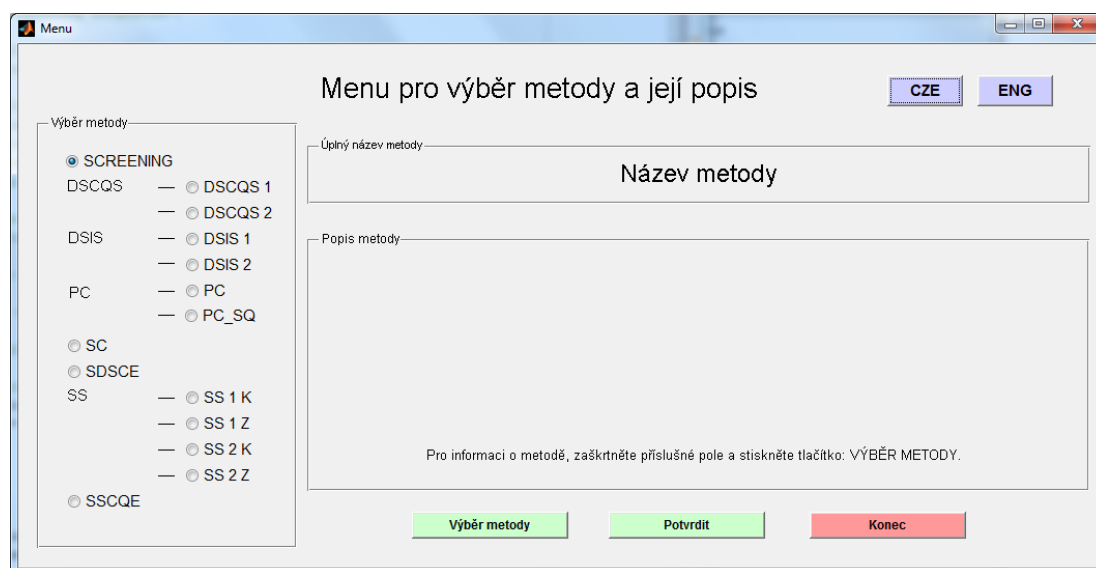 Menu
Menu pro výběr metody a její popis
CZE
ENG
Výběr metody
SCREENING
DSCQS — DSCQS 1
— DSCQS 2
DSIS — DSIS 1
— DSIS 2
PC — PC
— PC_SQ
SC
SDSCE
SS — SS 1 K
— SS 1 Z
— SS 2 K
— SS 2 Z
SSCQE
Úplný název metody
Název metody
Popis metody
Pro informaci o metodě, zaškrtněte příslušné pole a stiskněte tlačítko: VÝBĚR METODY.
Výběr metody
Potvrdit
Konec